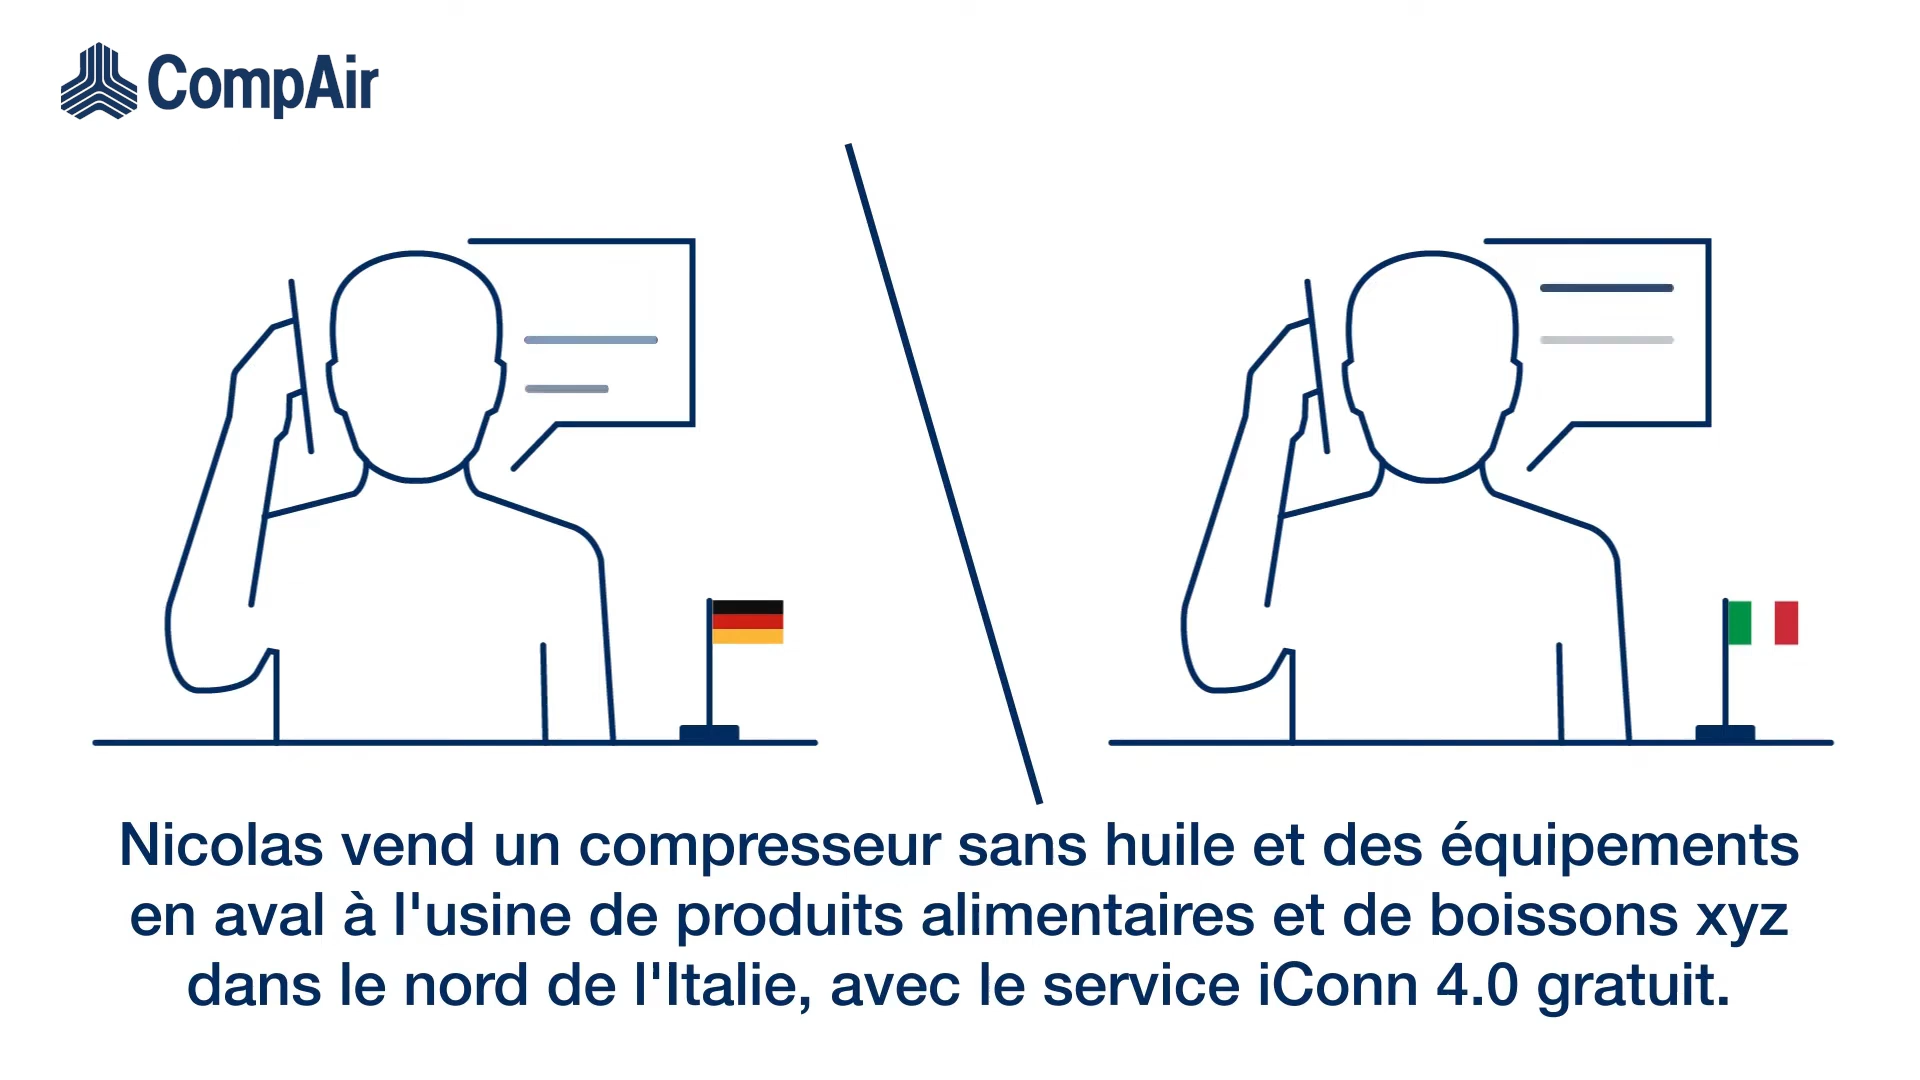 CompAir
Nicolas vend un compresseur sans huile et des équipements
en aval à l'usine de produits alimentaires et de boissons xyz
dans le nord de l'Italie, avec le service iConn 4.0 gratuit.